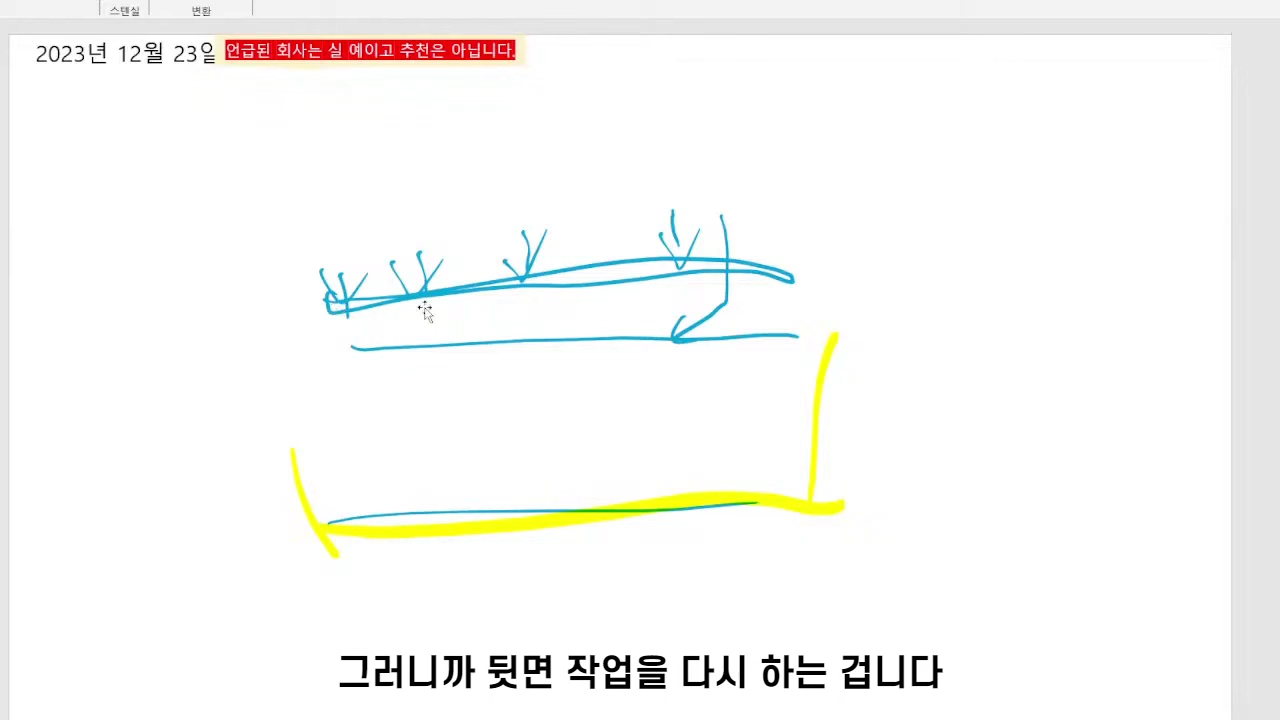 스텐실 변환
2023년 12월 23일 언급된 회사는 실 예이고 추천은 아닙니다.
그러니까 뒷면 작업을 다시 하는 겁니다